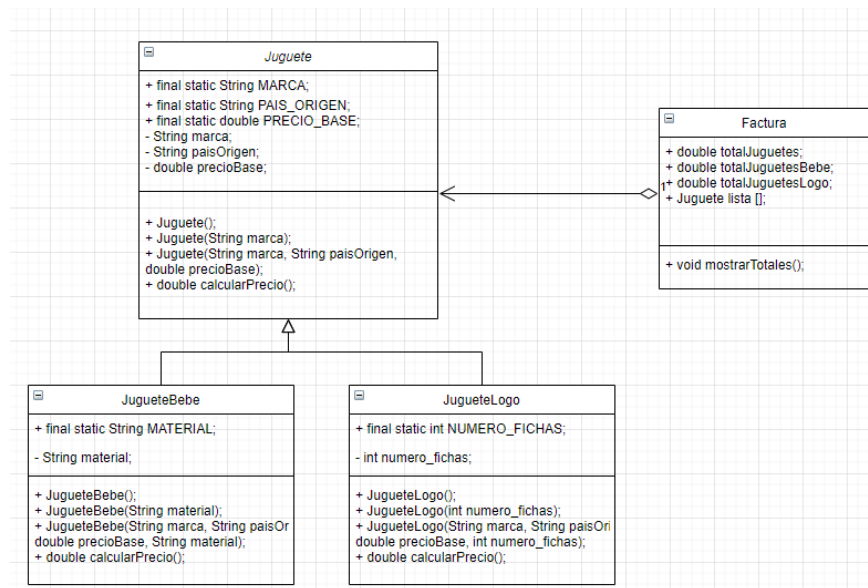 Juguete
+ final static String MARCA;
+ final static String PAIS_ORIGEN;
+ final static double PRECIO_BASE;
- String marca;
- String paisOrigen;
- double precioBase;
+ Juguete();
+ Juguete(String marca);
+ Juguete(String marca, String paisOrigen,
double precioBase);
+ double calcularPrecio();
Factura
+ double totalJuguetes;
+ double totalJuguetesBebe;
+ double totalJuguetesLogo;
+ Juguete lista [];
1
+ void mostrarTotales();
JugueteBebe
+ final static String MATERIAL;
- String material;
+ JugueteBebe();
+ JugueteBebe(String material);
+ JugueteBebe(String marca, String paisOr
double precioBase, String material);
+ double calcularPrecio();
JugueteLogo
+ final static int NUMERO_FICHAS;
- int numero_fichas;
+ JugueteLogo();
+ JugueteLogo(int numero_fichas);
+ JugueteLogo(String marca, String paisOri
double precioBase, int numero_fichas);
+ double calcularPrecio();